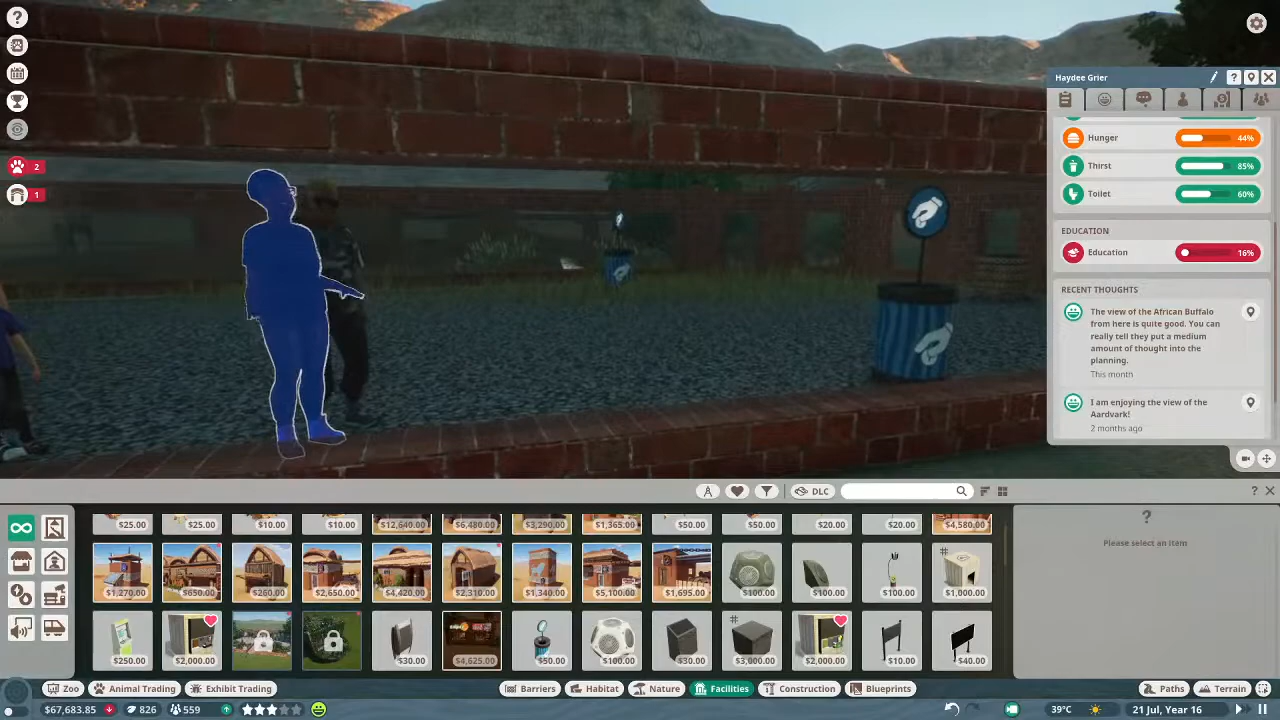 Haydee Grier
?
Hunger 44%
Thirst 85%
Toilet 60%
EDUCATION
Education 16%
RECENT THOUGHTS
The view of the African Buffalo
from here is quite good. You can
really tell they put a medium
amount of thought into the
planning.
This month
I am enjoying the view of the
Aardvark!
2 months ago
?
2
1
DLC
?
$25.00 $25.00 $10.00 $10.00 $12,640.00 $6,480.00 $3,290.00 $1,365.00 $50.00 $50.00 $20.00 $20.00 $4,580.00
$1,270.00 $650.00 $260.00 $2,650.00 $4,420.00 $2,310.00 $1,340.00 $5,100.00 $1,695.00 $100.00 $100.00 $100.00 $1,000.00
$250.00 $2,000.00 $30.00 $4,625.00 $50.00 $100.00 $30.00 $3,000.00 $2,000.00 $10.00 $40.00
?
Please select an item
Zoo Animal Trading Exhibit Trading Barriers Habitat Nature Facilities Construction Blueprints Paths Terrain
$67,683.85 826 559 39°C 21 Jul, Year 16